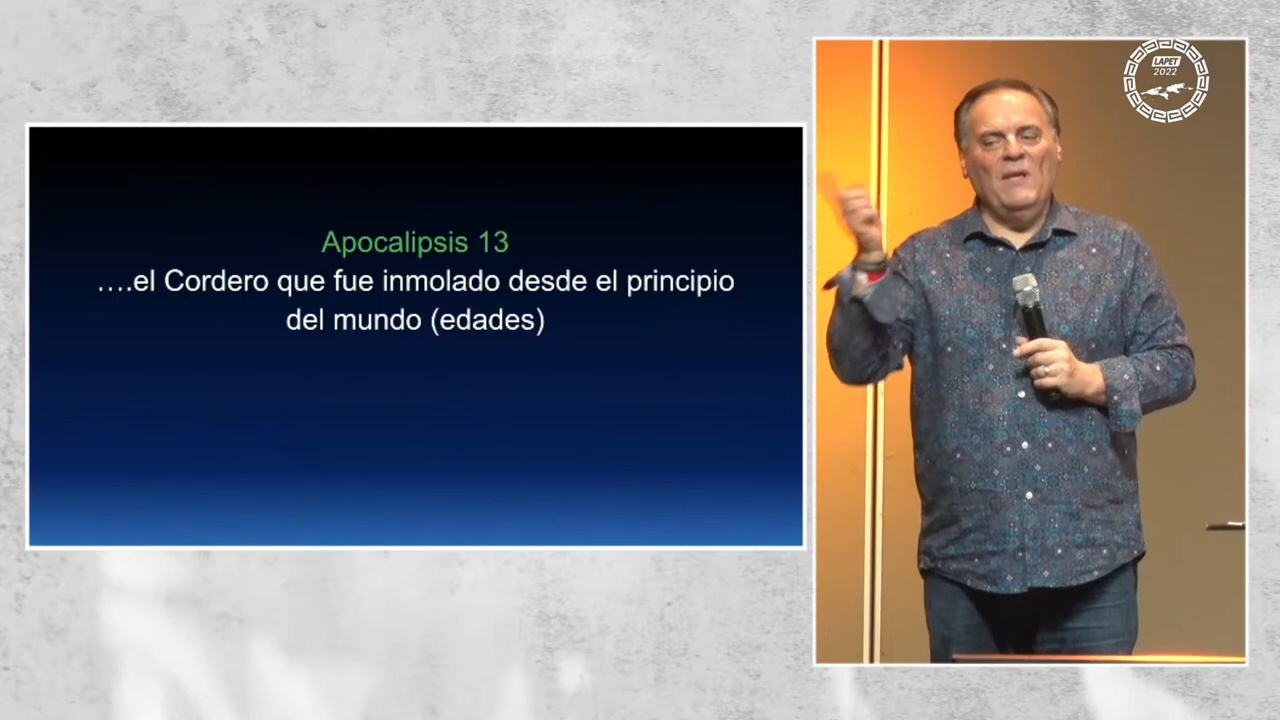 Apocalipsis 13
....el Cordero que fue inmolado desde el principio
del mundo (edades)
LAPET
2022